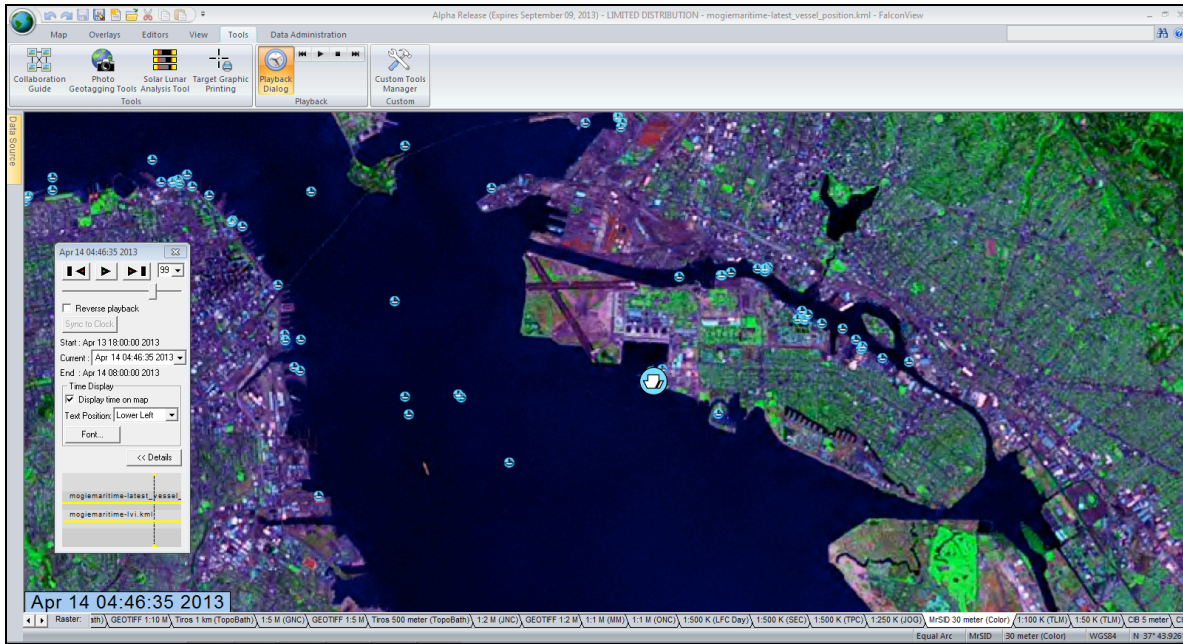 Alpha Release (Expires September 09, 2013) - LIMITED DISTRIBUTION - mogiemaritime-latest_vessel_position.kml - FalconView
Map Overlays Editors View Tools Data Administration
Collaboration Guide
Photo Geotagging Tools
Solar Lunar Analysis Tool
Target Graphic Printing
Playback Dialog
Custom Tools Manager
Tools Playback Custom
Data Source
Apr 14 04:46:35 2013
99
Reverse playback
Sync to Clock
Start : Apr 13 18:00:00 2013
Current : Apr 14 04:46:35 2013
End : Apr 14 08:00:00 2013
Time Display
Display time on map
Text Position: Lower Left
Font...
<< Details
mogiemaritime-latest_vessel_
mogiemaritime-lvi.kml
Apr 14 04:46:35 2013
Raster: ath) GEOTIFF 1:10 M Tiros 1 km (TopoBath) 1:5 M (GNC) GEOTIFF 1:5 M Tiros 500 meter (TopoBath) 1:2 M (JNC) GEOTIFF 1:2 M 1:1 M (MM) 1:1 M (ONC) 1:500 K (LFC Day) 1:500 K (SEC) 1:500 K (TPC) 1:250 K (JOG) MrSID 30 meter (Color) 1:100 K (TLM) 1:50 K (TLM) CIB 5 meter
Equal Arc MrSID 30 meter (Color) WGS84 N 37°43.92